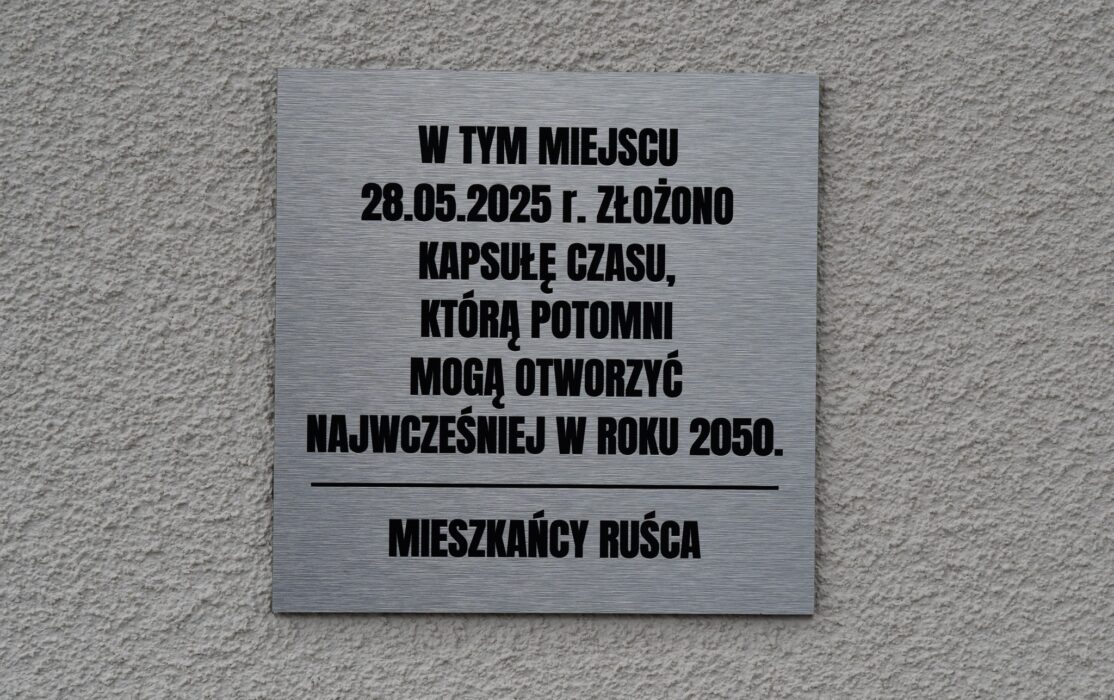 W TYM MIEJSCU
28.05.2025 r. ZŁOŻONO
KAPSUŁĘ CZASU,
KTÓRĄ POTOMNI
MOGĄ OTWORZYĆ
NAJWCZEŚNIEJ W ROKU 2050.
MIESZKAŃCY RUŚCA